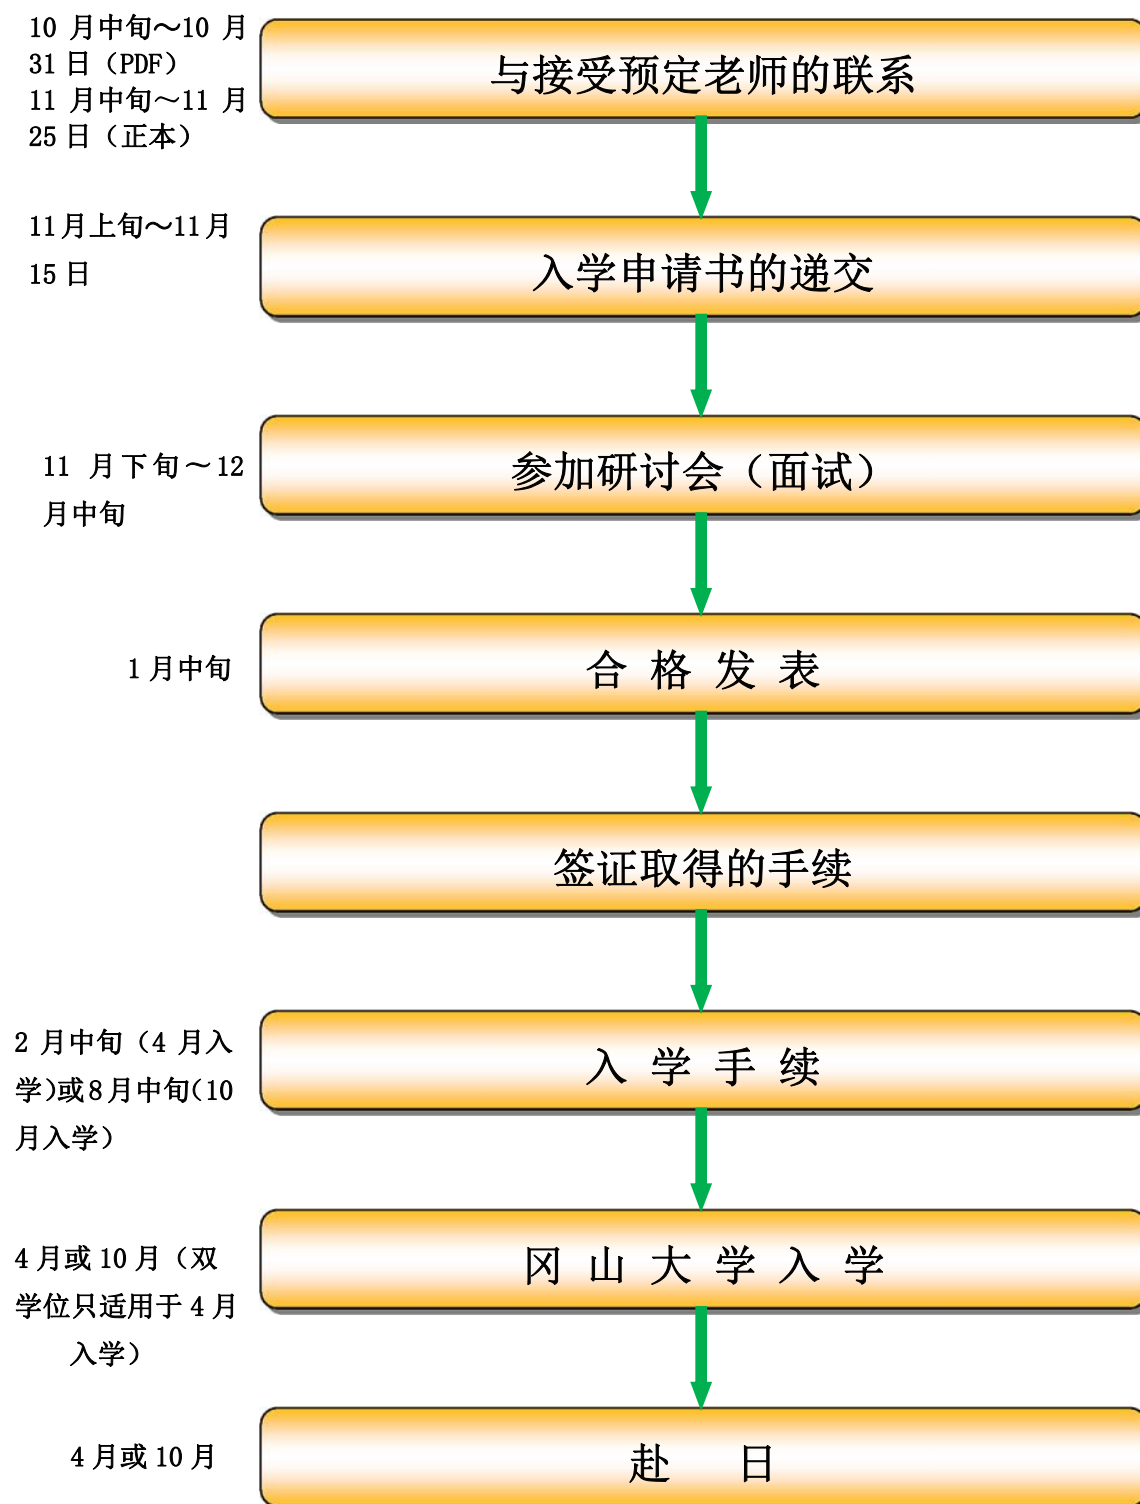 10 月中旬～10 月
31 日（PDF）
11 月中旬～11 月
25 日（正本）
与接受预定老师的联系
11月上旬～11月
15 日
入学申请书的递交
11 月下旬～12
月中旬
参加研讨会（面试）
1 月中旬
合 格 发 表
签证取得的手续
2 月中旬（4 月入
学)或8月中旬(10
月入学）
入 学 手 续
4 月或 10 月（双
学位只适用于 4 月
入学）
冈 山 大 学 入 学
4 月或 10 月
赴 日